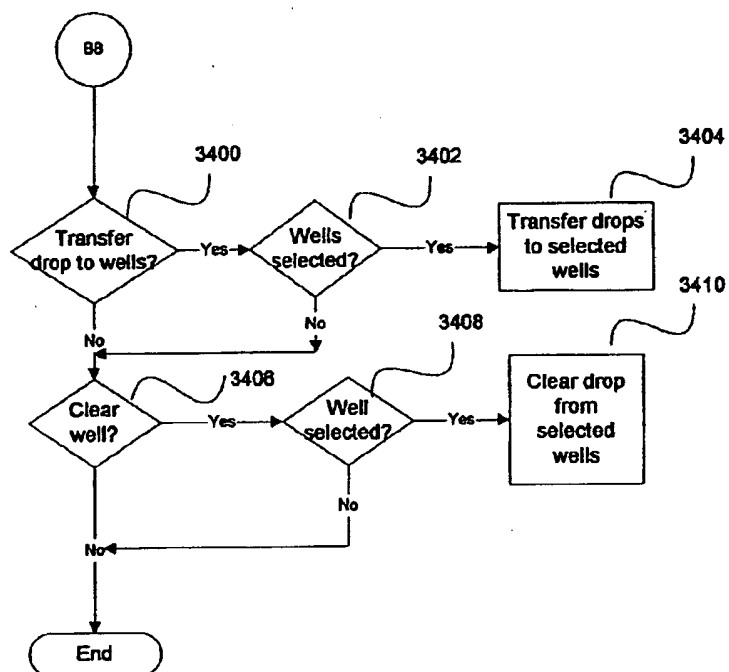 B8
3400
3402
3404
Transfer
drop to wells?
Yes
Wells
selected?
Yes
Transfer drops
to selected
wells
No
No
3406
3408
3410
Clear
well?
Yes
Well
selected?
Yes
Clear drop
from
selected
wells
No
No
End